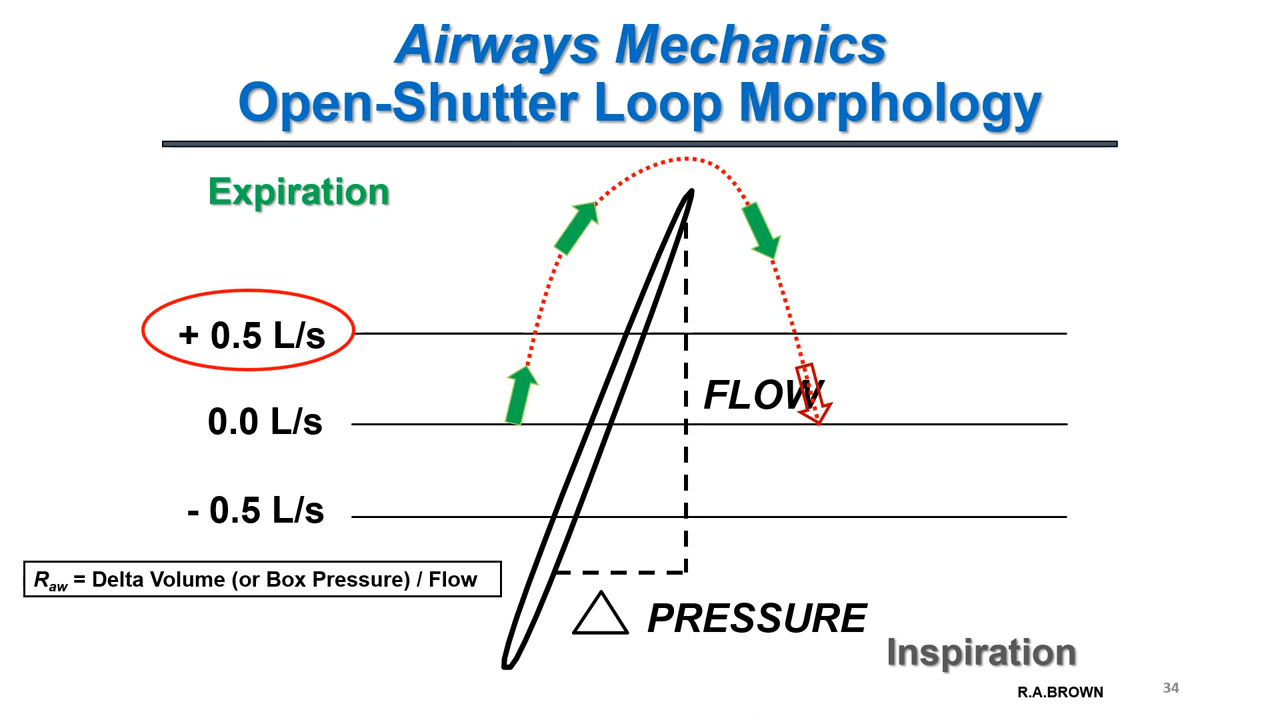 Airways Mechanics
Open-Shutter Loop Morphology
Expiration
+ 0.5 L/s
FLOW
0.0 L/s
- 0.5 L/s
Raw = Delta Volume (or Box Pressure) / Flow
PRESSURE
Inspiration
R.A.BROWN
34